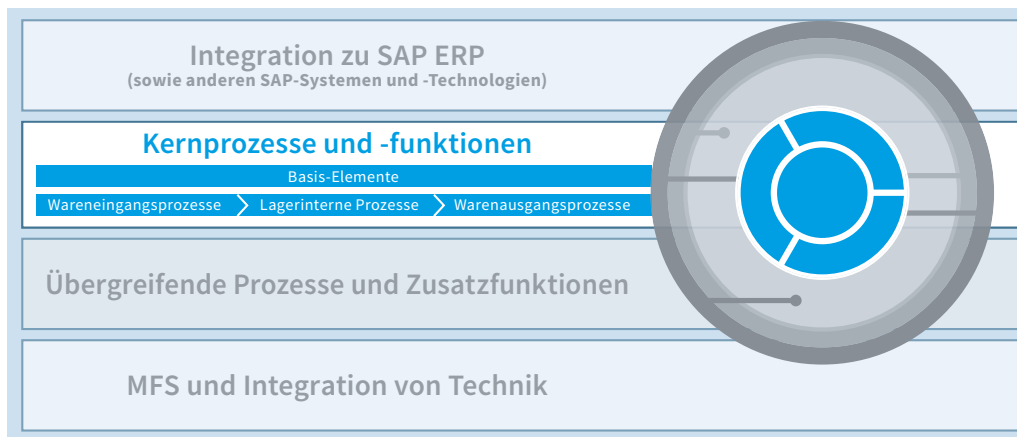 Integration zu SAP ERP
(sowie anderen SAP-Systemen und -Technologien)
Kernprozesse und -funktionen
Basis-Elemente
Wareneingangsprozesse Lagerinterne Prozesse Warenausgangsprozesse
Übergreifende Prozesse und Zusatzfunktionen
MFS und Integration von Technik